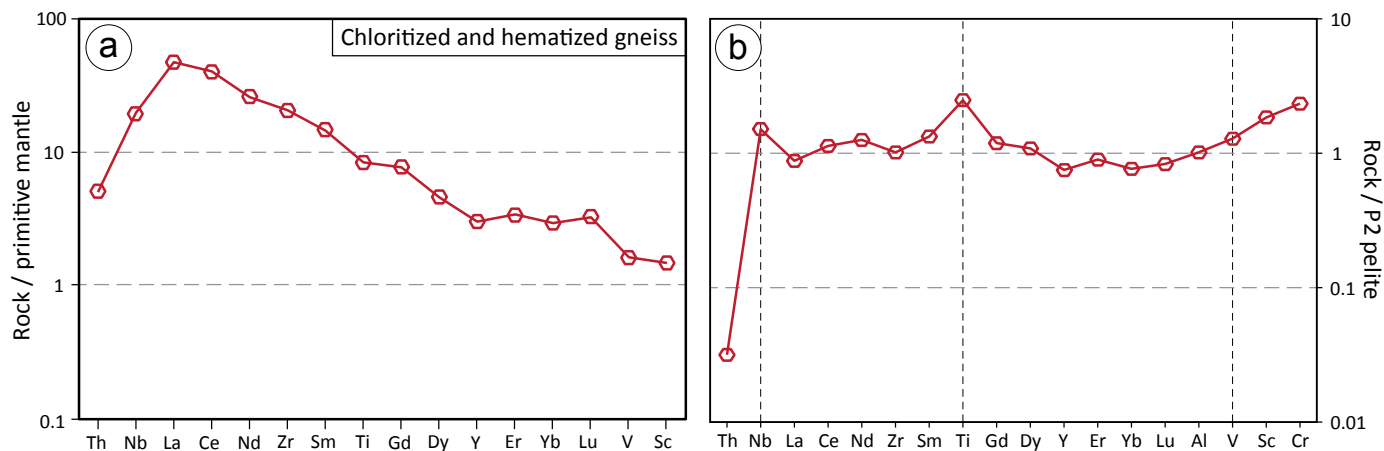 a
Chloritized and hematized gneiss
Rock / primitive mantle
100
10
1
0.1
Th Nb La Ce Nd Zr Sm Ti Gd Dy Y Er Yb Lu V Sc
b
10
1
0.1
0.01
Rock / P2 pelite
Th Nb La Ce Nd Zr Sm Ti Gd Dy Y Er Yb Lu Al V Sc Cr